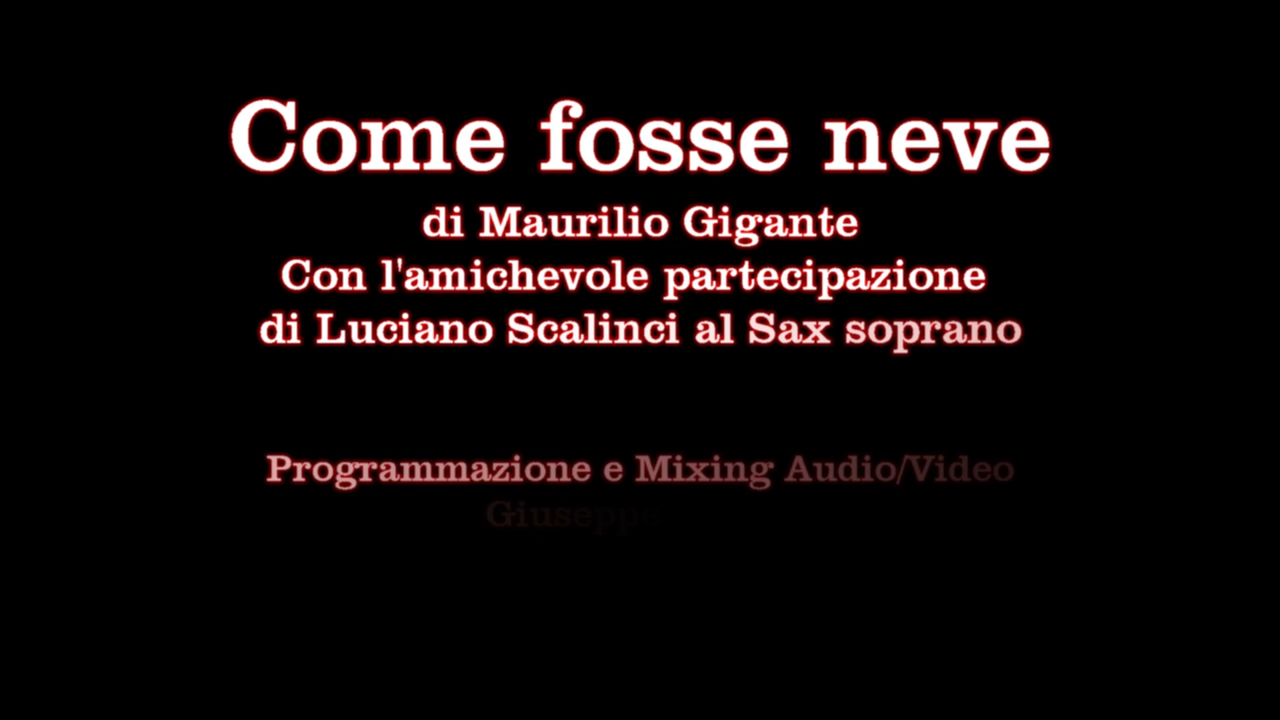 Come fosse neve
di Maurilio Gigante
Con l'amichevole partecipazione
di Luciano Scalinci al Sax soprano
Programmazione e Mixing Audio/Video
Giuseppe